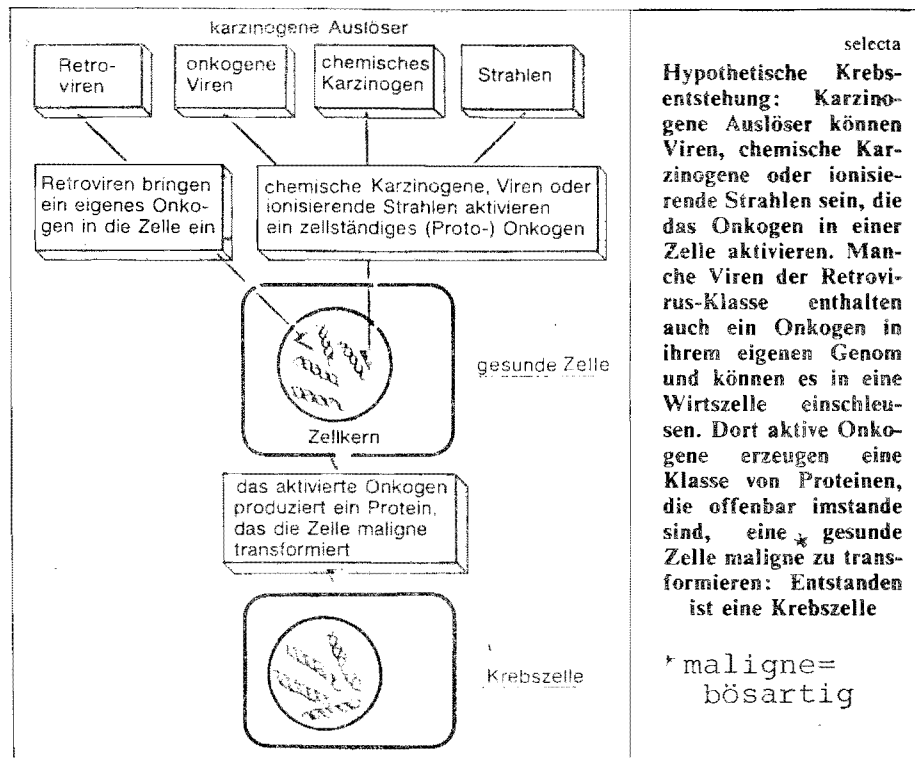 karzinogene Auslöser
Retro-
viren
onkogene
Viren
chemisches
Karzinogen
Strahlen
Retroviren bringen
ein eigenes Onko-
gen in die Zelle ein
chemische Karzinogene, Viren oder
ionisierende Strahlen aktivieren
ein zellständiges (Proto-) Onkogen
gesunde Zelle
Zellkern
das aktivierte Onkogen
produziert ein Protein,
das die Zelle maligne
transformiert
Krebszelle
selecta
Hypothetische Krebs-
entstehung: Karzino-
gene Auslöser können
Viren, chemische Kar-
zinogene oder ionisie-
rende Strahlen sein, die
das Onkogen in einer
Zelle aktivieren. Man-
che Viren der Retrovi-
rus-Klasse enthalten
auch ein Onkogen in
ihrem eigenen Genom
und können es in eine
Wirtszelle einschleu-
sen. Dort aktive Onko-
gene erzeugen eine
Klasse von Proteinen,
die offenbar imstande
sind, eine * gesunde
Zelle maligne zu trans-
formieren: Entstanden
ist eine Krebszelle
* maligne=
bösartig